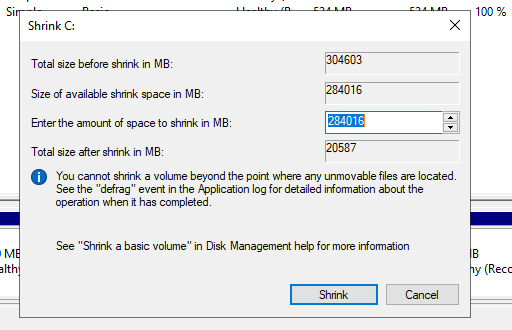 Simple Basic Healthy (R... 534 MB 534 MB 100 %
Shrink C:
Total size before shrink in MB: 304603
Size of available shrink space in MB: 284016
Enter the amount of space to shrink in MB: 284016
Total size after shrink in MB: 20587
You cannot shrink a volume beyond the point where any unmovable files are located.
See the "defrag" event in the Application log for detailed information about the
operation when it has completed.
0 MB
MB
See "Shrink a basic volume" in Disk Management help for more information
althy
hy (Reco
Shrink Cancel